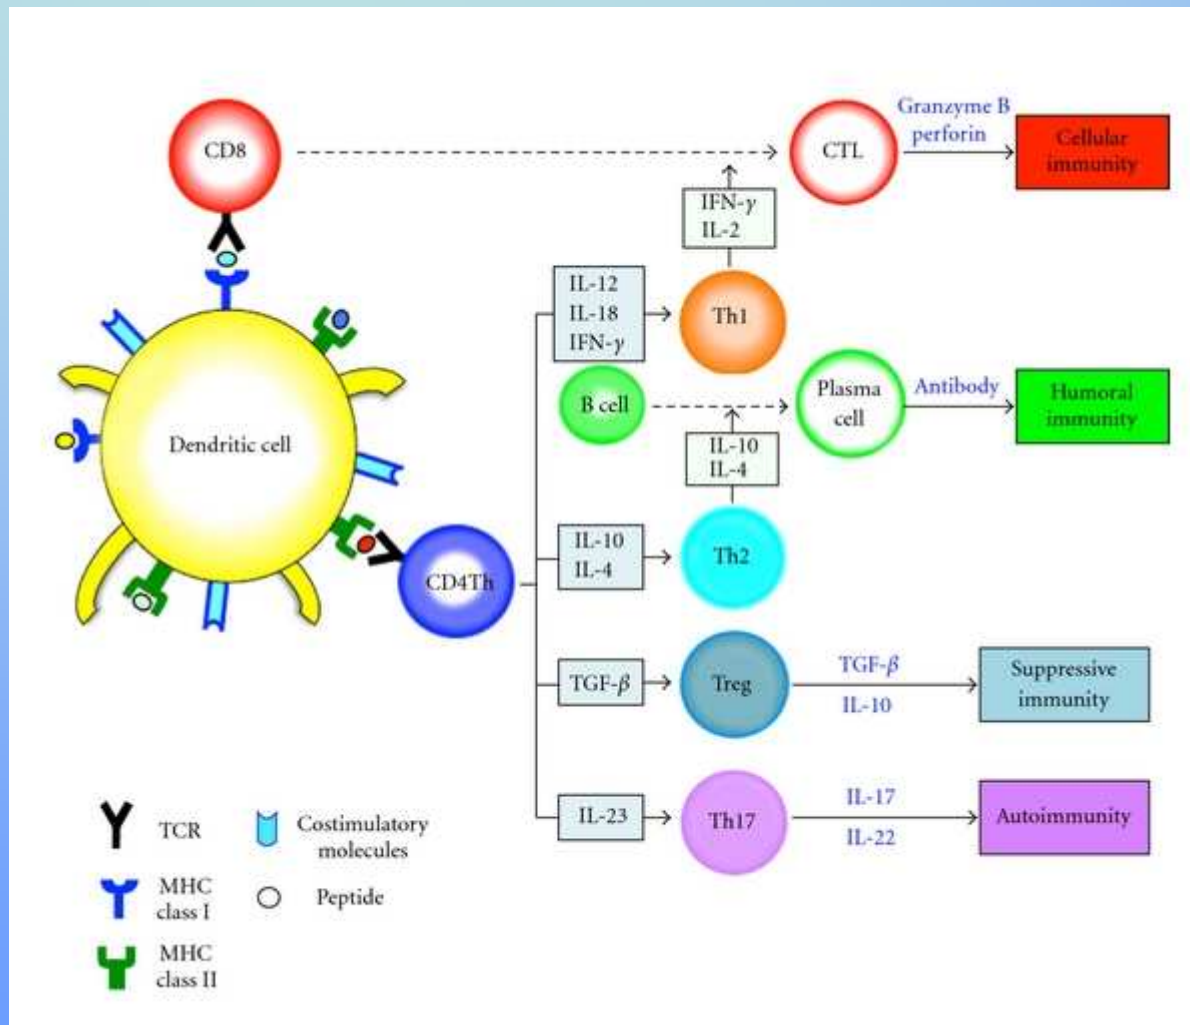 CD8
CTL
Granzyme B
perforin
Cellular
immunity
IFN-γ
IL-2
IL-12
IL-18
IFN-γ
Th1
B cell
Plasma
cell
Antibody
Humoral
immunity
Dendritic cell
IL-10
IL-4
CD4Th
IL-10
IL-4
Th2
TGF-β
Treg
TGF-β
IL-10
Suppressive
immunity
IL-23
Th17
IL-17
IL-22
Autoimmunity
TCR
Costimulatory
molecules
MHC
class I
Peptide
MHC
class II